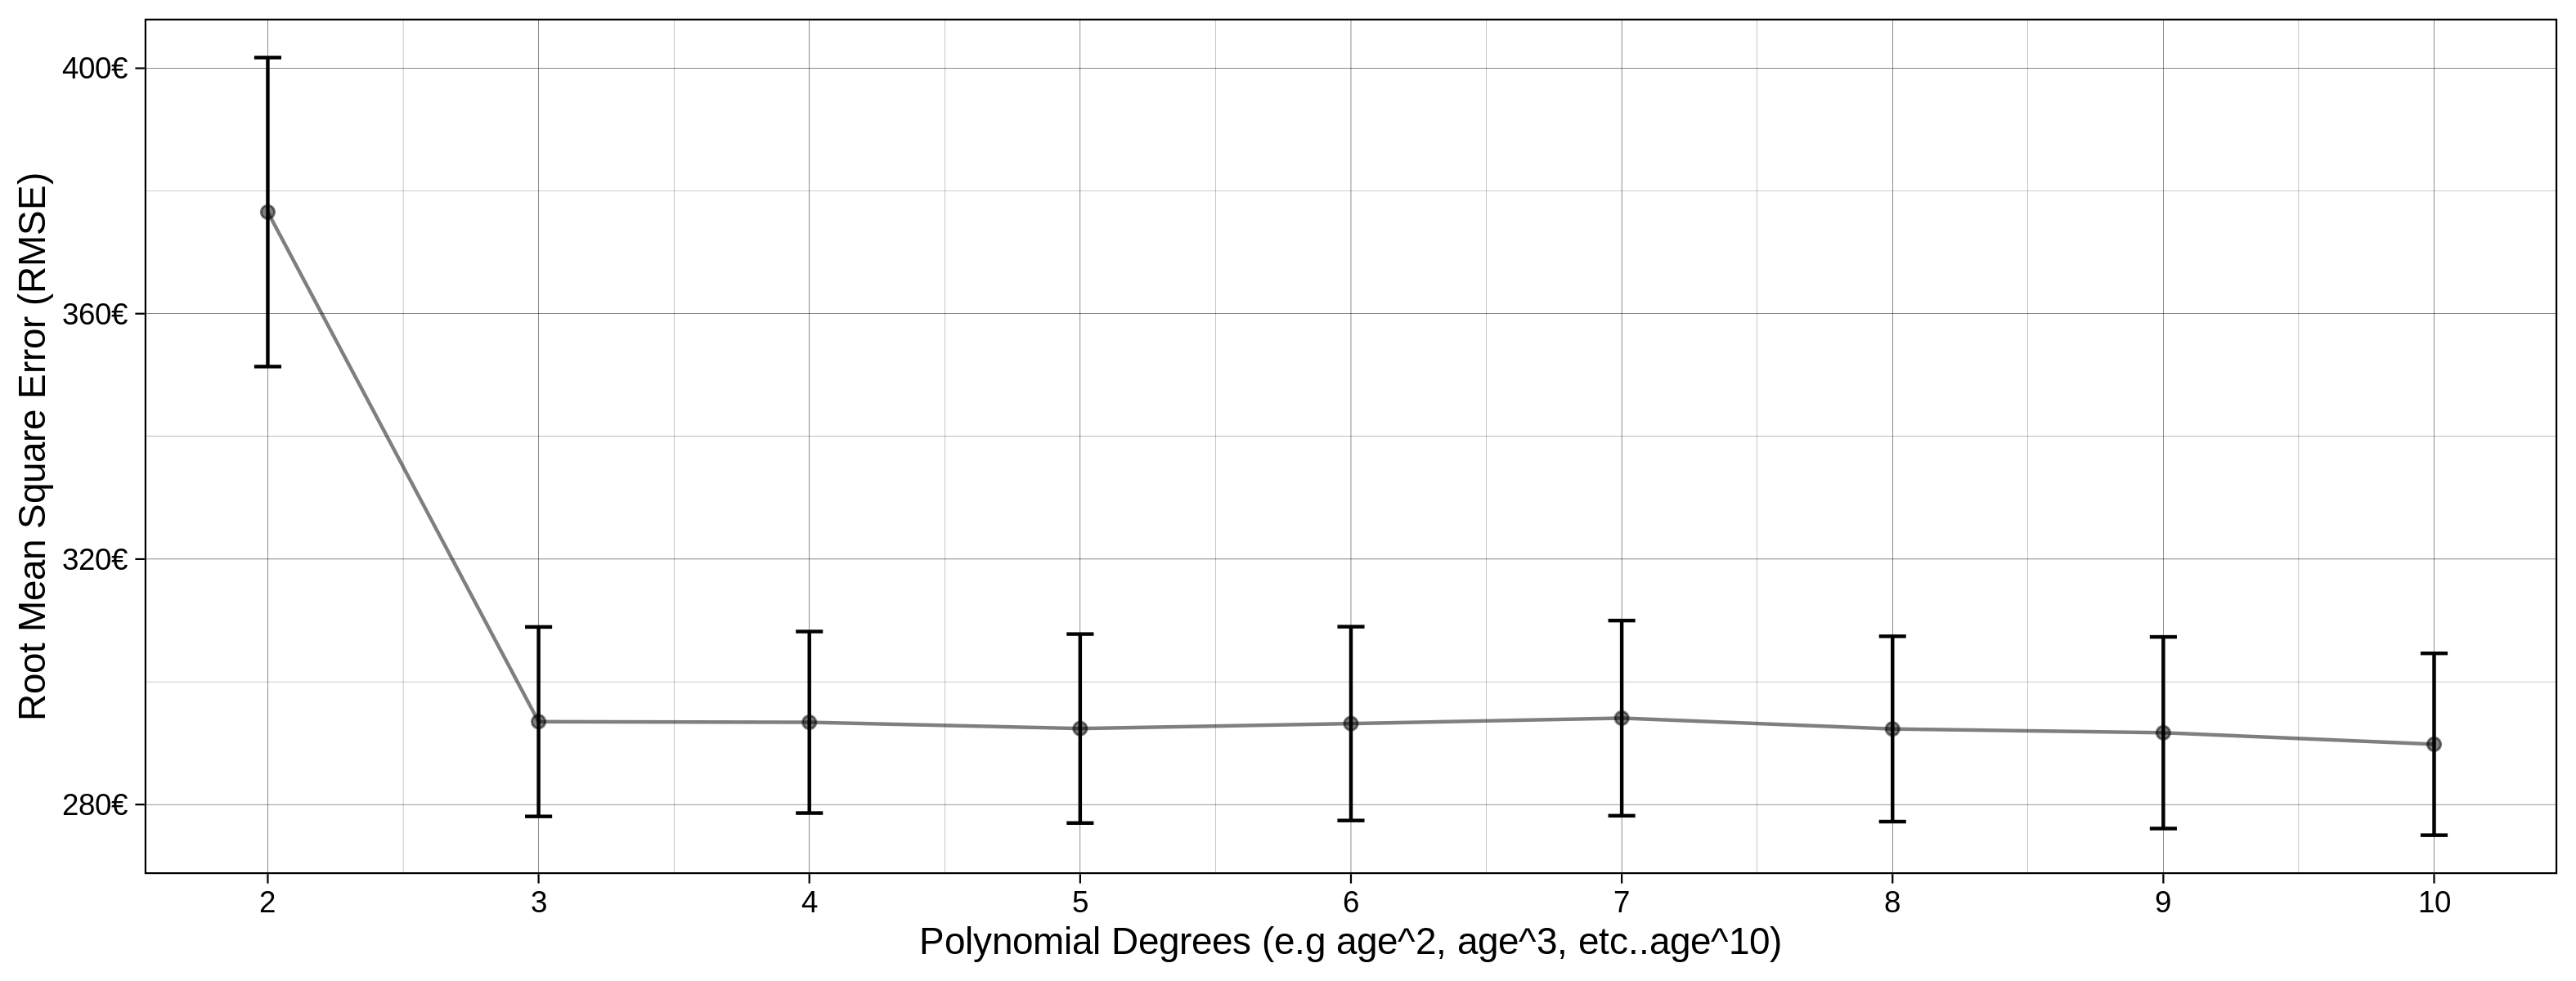 Root Mean Square Error (RMSE)
400€
360€
320€
280€
2 3 4 5 6 7 8 9 10
Polynomial Degrees (e.g age^2, age^3, etc..age^10)